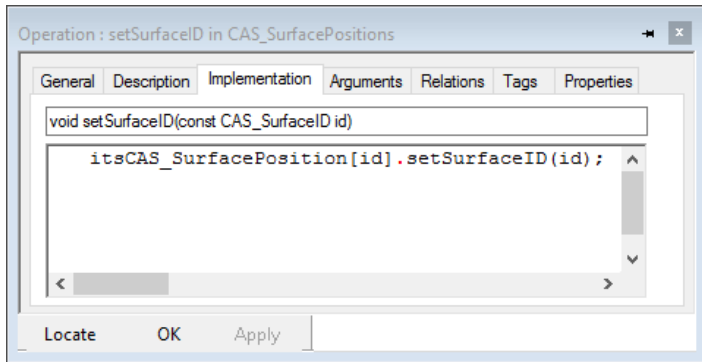 Operation : setSurfaceID in CAS_SurfacePositions
x
General Description Implementation Arguments Relations Tags Properties
void setSurfaceID(const CAS_SurfaceID id)
itsCAS_SurfacePosition[id].setSurfaceID(id);
Locate OK Apply